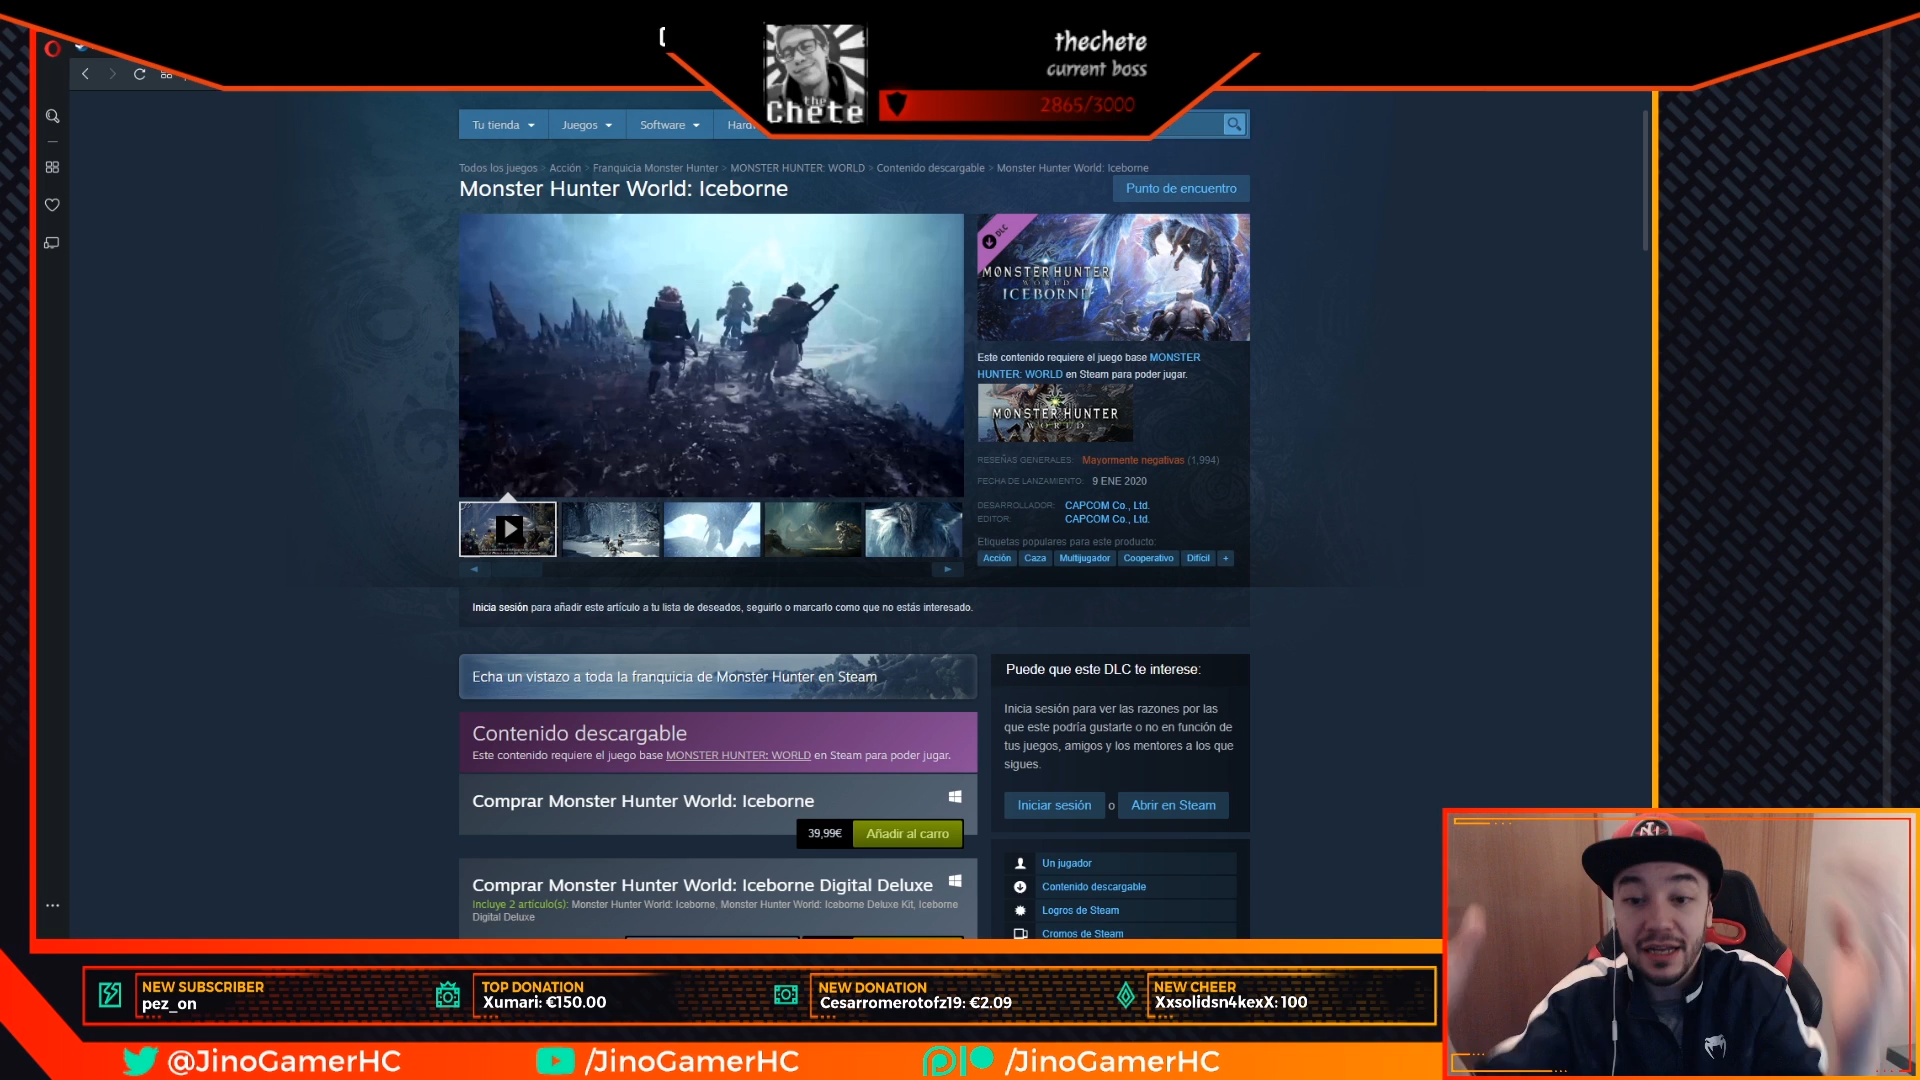 thechete
current boss
2865/3000
the
Chete
Tu tienda
Juegos
Software
Todos los juegos > Acción > Franquicia Monster Hunter > MONSTER HUNTER: WORLD > Contenido descargable > Monster Hunter World: Iceborne
Monster Hunter World: Iceborne
Punto de encuentro
DLC
MONSTER HUNTER
WORLD
ICEBORNE
Este contenido requiere el juego base MONSTER
HUNTER: WORLD en Steam para poder jugar.
MONSTER HUNTER
WORLD
RESEÑAS GENERALES: Mayormente negativas (1,994)
FECHA DE LANZAMIENTO: 9 ENE 2020
DESARROLLADOR: CAPCOM Co., Ltd.
EDITOR: CAPCOM Co., Ltd.
Etiquetas populares para este producto:
Acción Caza Multijugador Cooperativo Difícil +
Inicia sesión para añadir este artículo a tu lista de deseados, seguirlo o marcarlo como que no estás interesado.
Echa un vistazo a toda la franquicia de Monster Hunter en Steam
Contenido descargable
Este contenido requiere el juego base MONSTER HUNTER: WORLD en Steam para poder jugar.
Comprar Monster Hunter World: Iceborne
39,99€ Añadir al carro
Comprar Monster Hunter World: Iceborne Digital Deluxe
Incluye 2 artículo(s): Monster Hunter World: Iceborne, Monster Hunter World: Iceborne Deluxe Kit, Iceborne
Digital Deluxe
Puede que este DLC te interese:
Inicia sesión para ver las razones por las
que este podría gustarte o no en función de
tus juegos, amigos y los mentores a los que
sigues.
Iniciar sesión o Abrir en Steam
Un jugador
Contenido descargable
Logros de Steam
Cromos de Steam
NEW SUBSCRIBER
pez_on
TOP DONATION
Xumari: €150.00
NEW DONATION
Cesarromerotofz19: €2.09
NEW CHEER
Xxsolidsn4kexX: 100
@JinoGamerHC
/JinoGamerHC
/JinoGamerHC